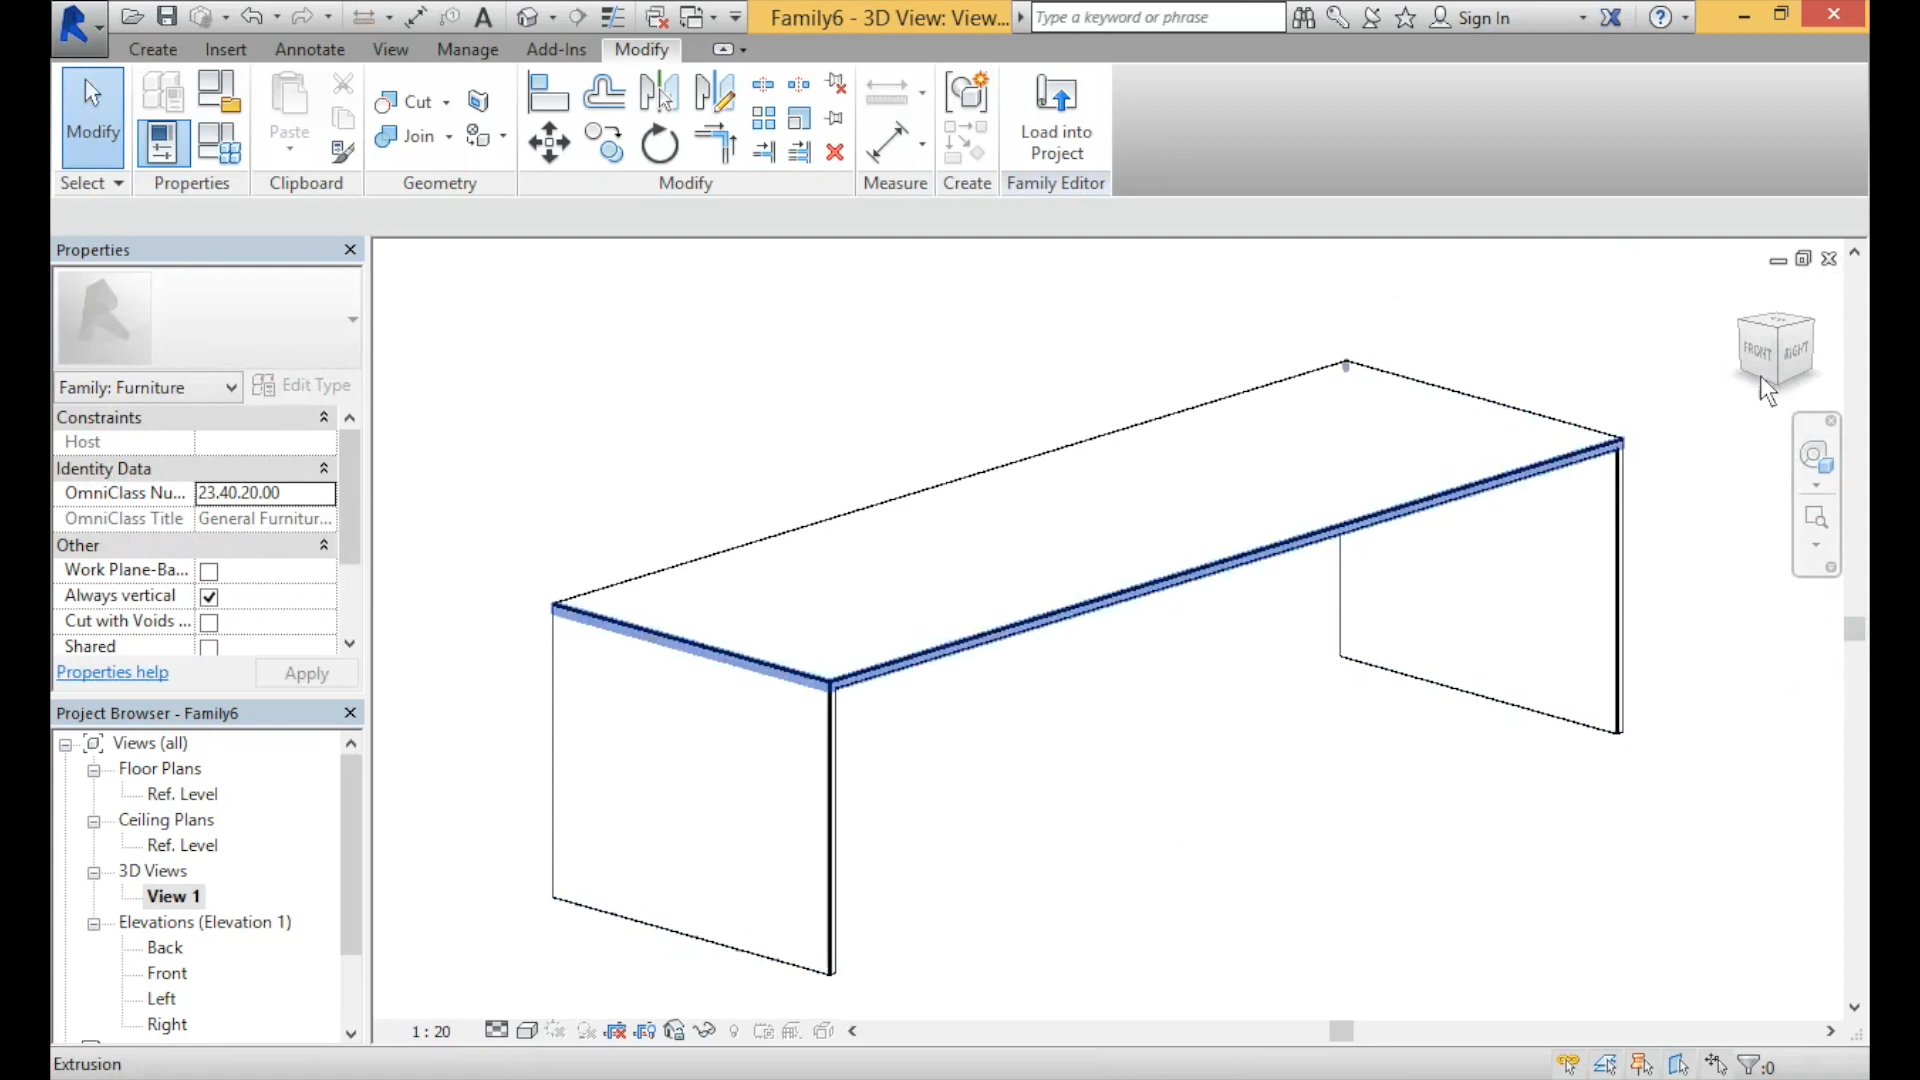 Family6 - 3D View: View...
Type a keyword or phrase
Sign In
Create Insert Annotate View Manage Add-Ins Modify
Modify
Paste
Cut
Join
Load into
Project
Select Properties Clipboard Geometry Modify Measure Create Family Editor
Properties
Family: Furniture
Edit Type
Constraints
Host
Identity Data
OmniClass Nu... 23.40.20.00
OmniClass Title General Furnitur...
Other
Work Plane-Ba...
Always vertical
Cut with Voids ...
Shared
Properties help
Apply
Project Browser - Family6
Views (all)
Floor Plans
Ref. Level
Ceiling Plans
Ref. Level
3D Views
View 1
Elevations (Elevation 1)
Back
Front
Left
Right
FRONT
RIGHT
1 : 20
Extrusion
:0